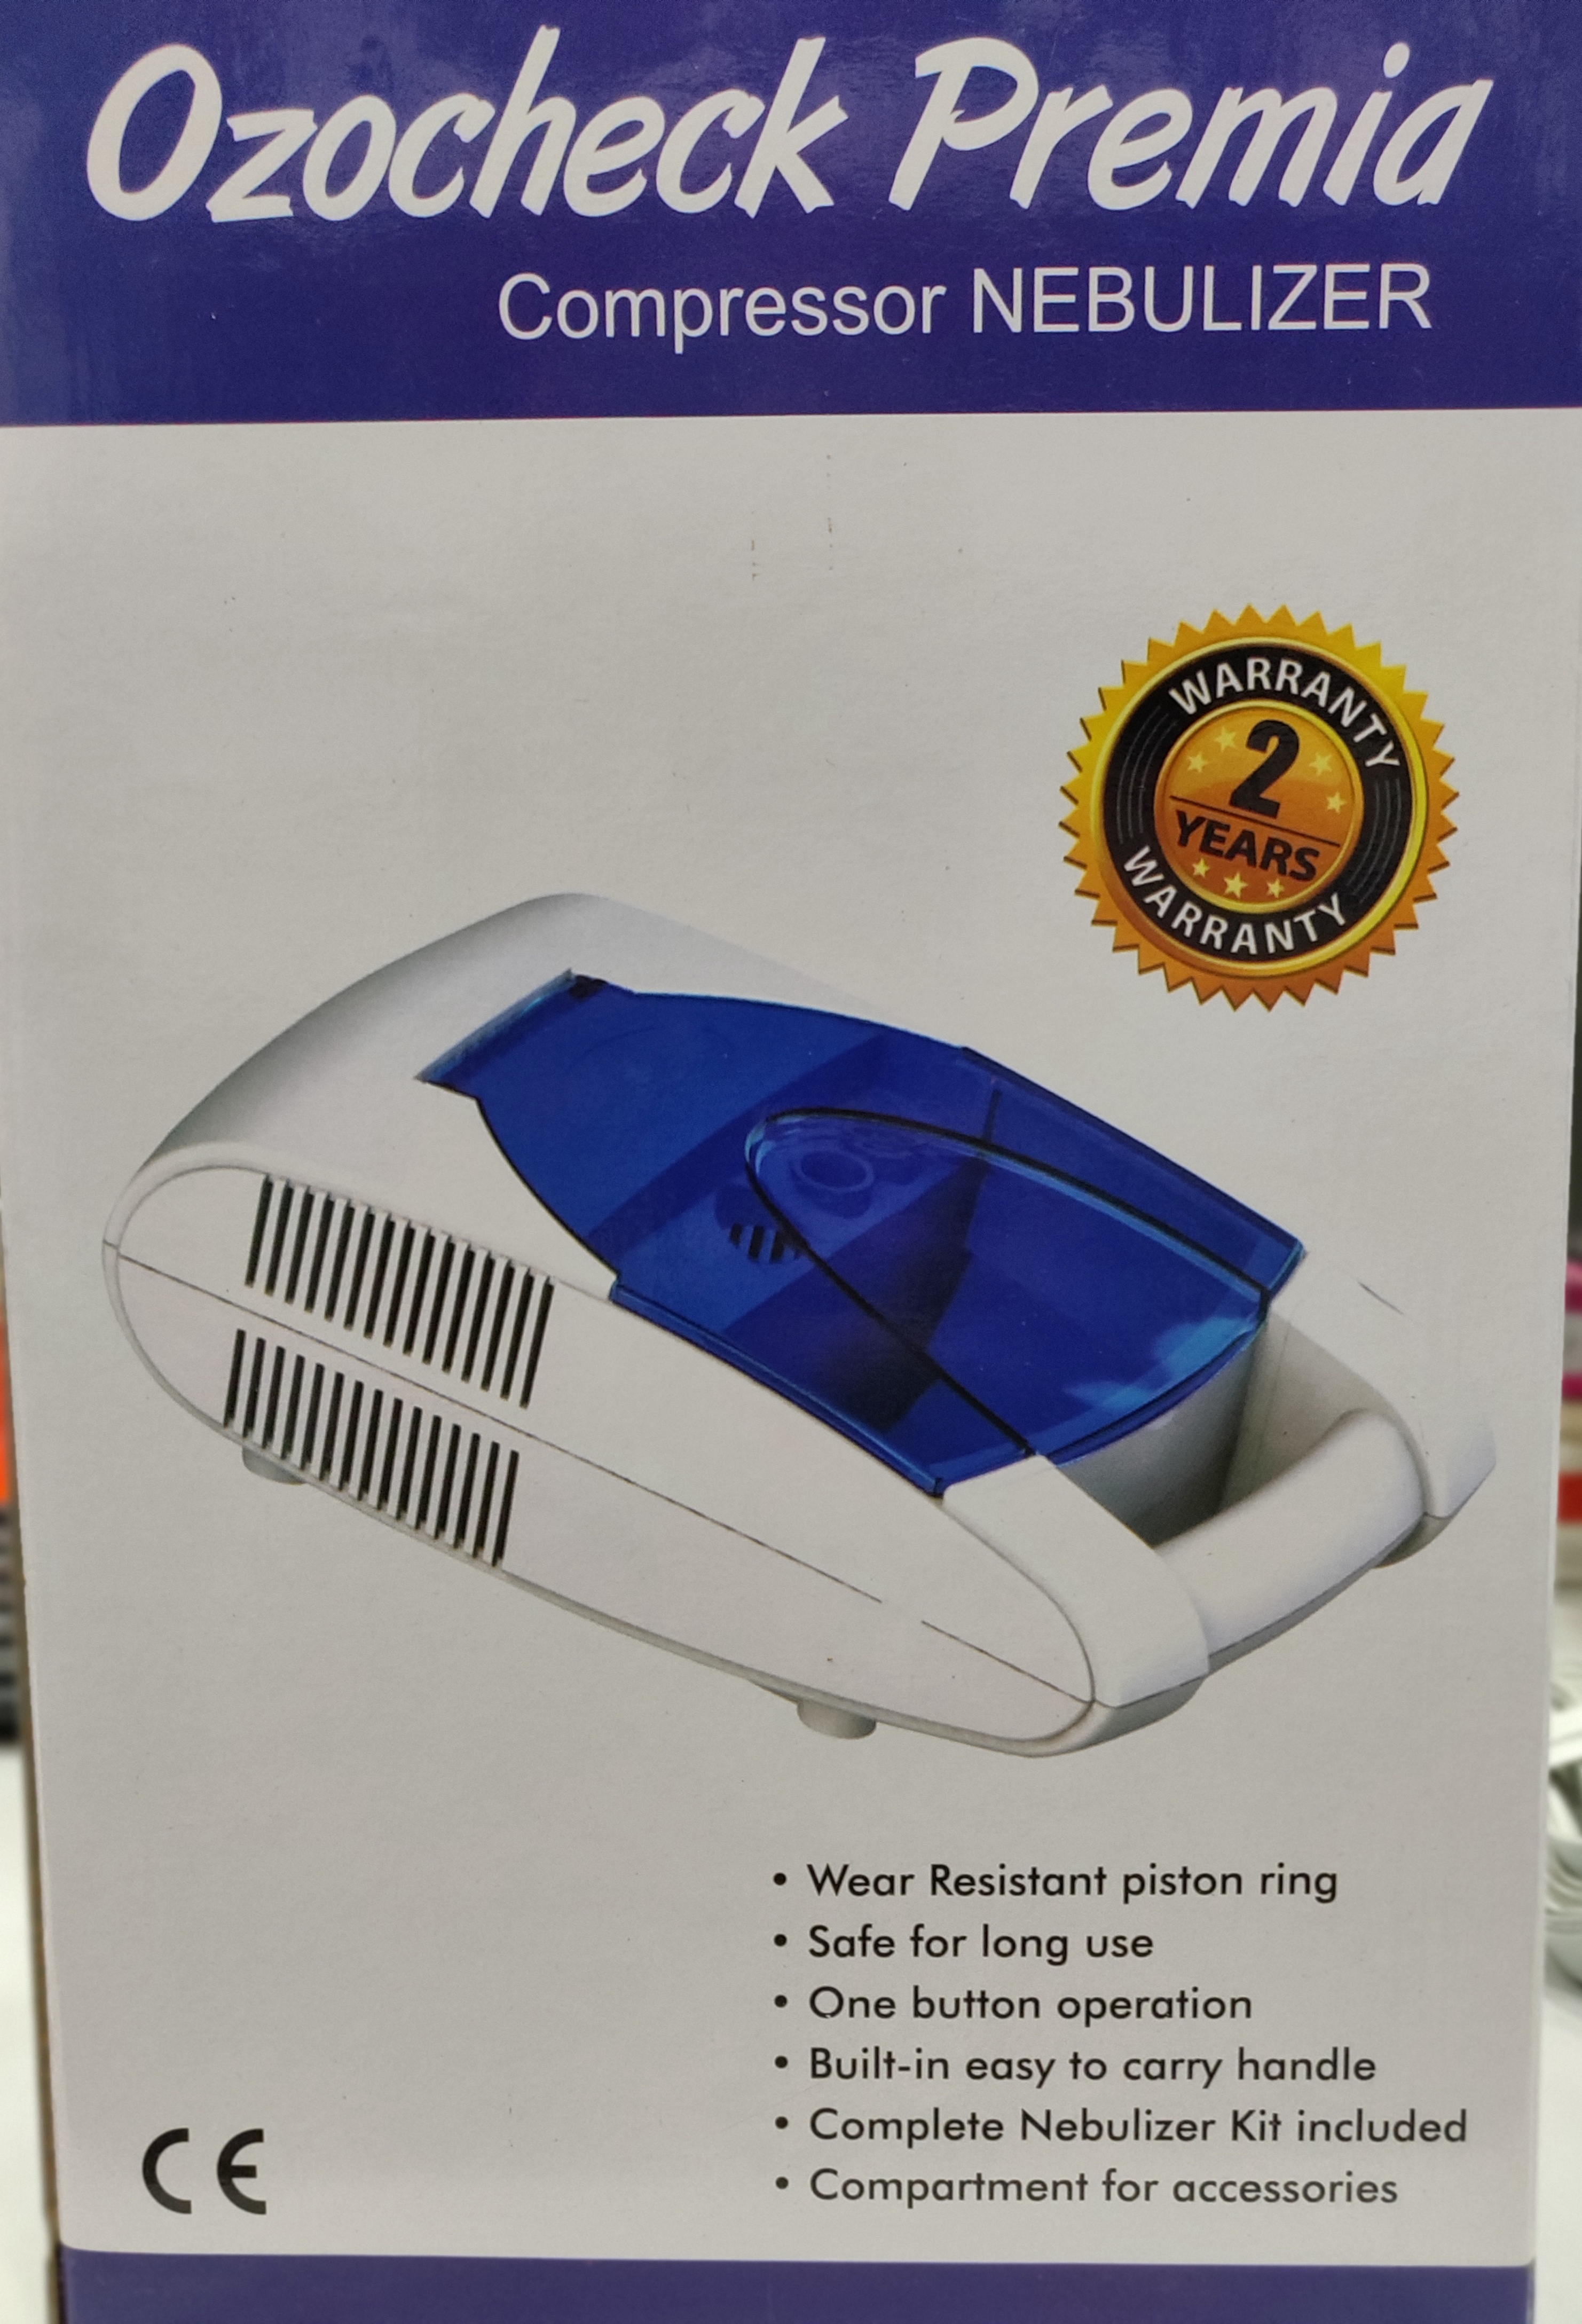 Ozocheck Premia
Compressor NEBULIZER
WARRANTY
2
YEARS
WARRANTY
• Wear Resistant piston ring
• Safe for long use
• One button operation
• Built-in easy to carry handle
• Complete Nebulizer Kit included
• Compartment for accessories
CE